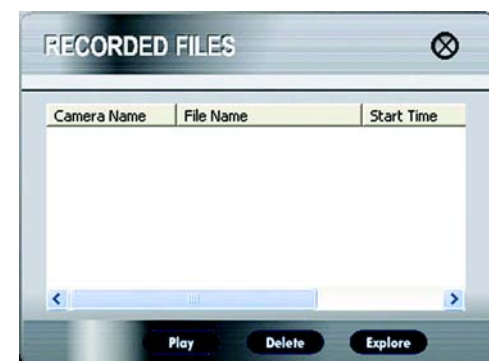 RECORDED FILES
Camera Name File Name Start Time
Play Delete Explore